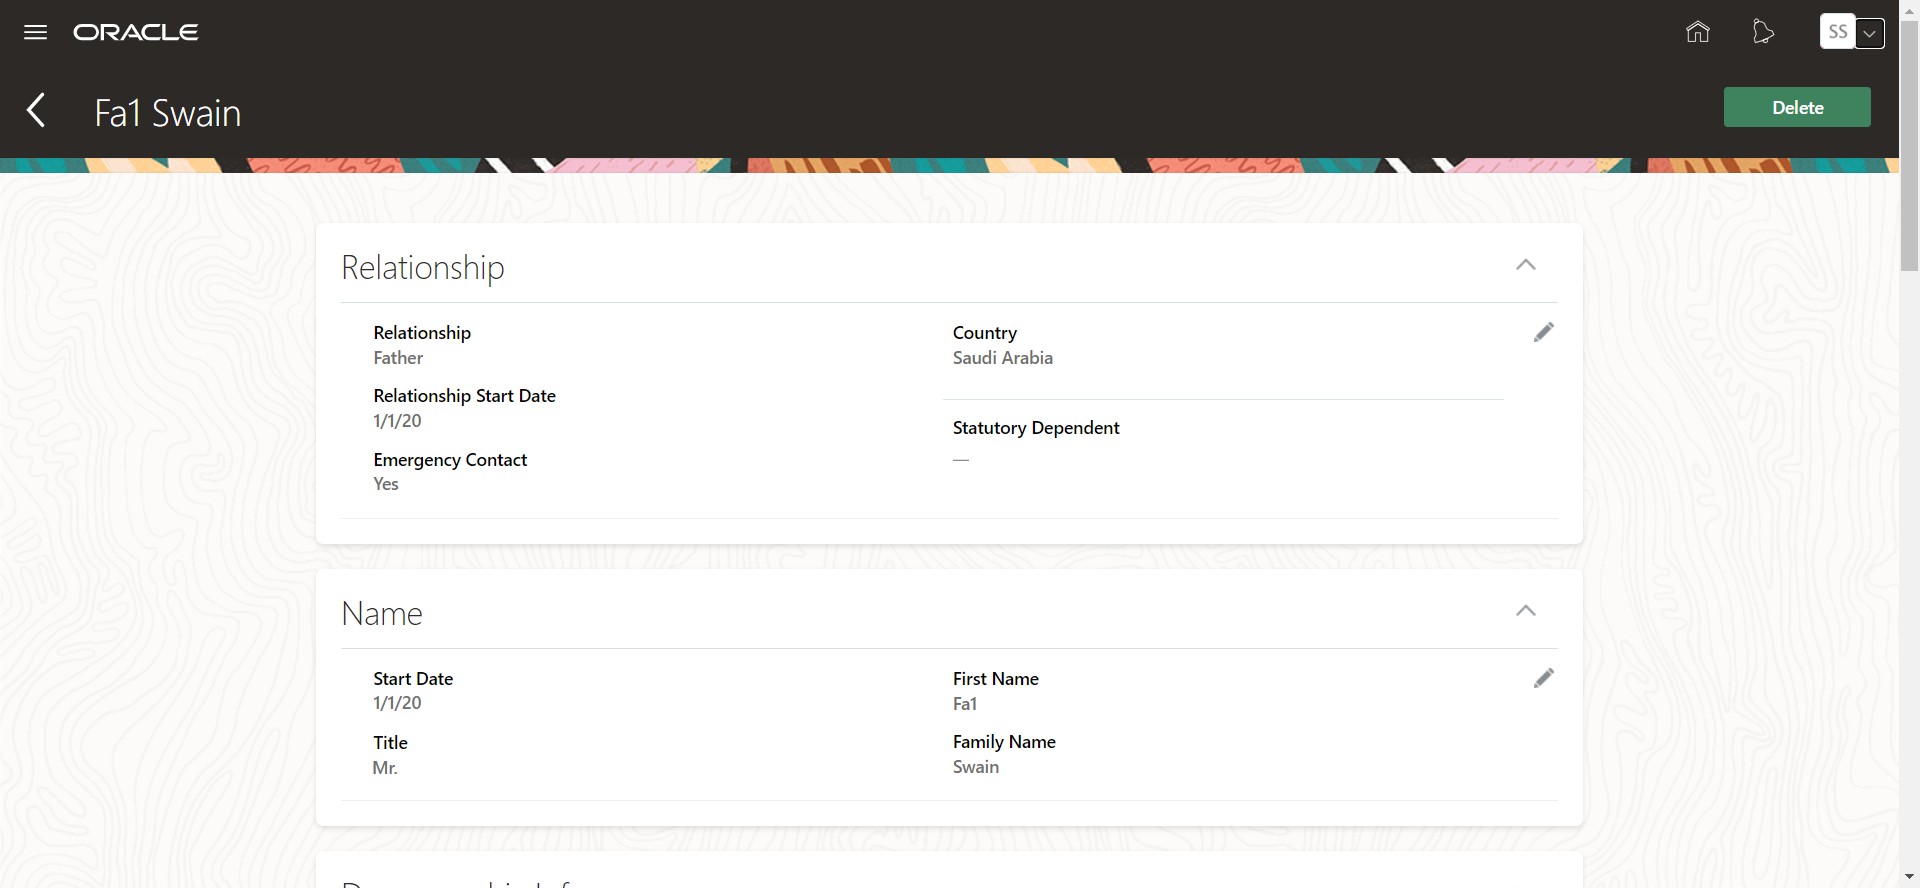 ORACLE
SS
Fa1 Swain
Delete
Relationship
Relationship
Father
Country
Saudi Arabia
Relationship Start Date
1/1/20
Statutory Dependent
—
Emergency Contact
Yes
Name
Start Date
1/1/20
First Name
Fa1
Title
Mr.
Family Name
Swain